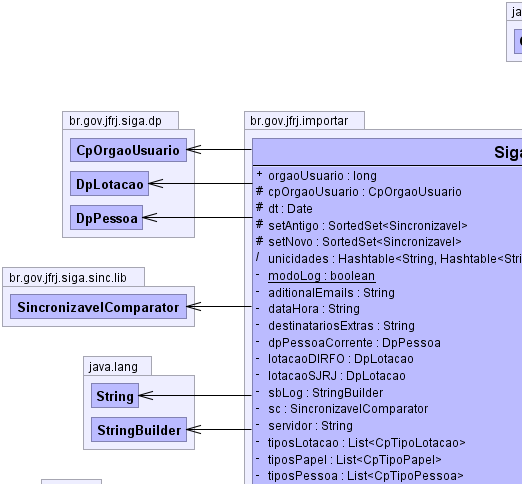 ja
br.gov.jfrj.siga.dp
CpOrgaoUsuario
DpLotacao
DpPessoa
br.gov.jfrj.siga.sinc.lib
SincronizavelComparator
java.lang
String
StringBuilder
br.gov.jfrj.importar
Siga
+ orgaoUsuario : long
# cpOrgaoUsuario : CpOrgaoUsuario
# dt : Date
# setAntigo : SortedSet<Sincronizavel>
# setNovo : SortedSet<Sincronizavel>
/ unicidades : Hashtable<String, Hashtable<Stri
- modoLog : boolean
- aditionalEmails : String
- dataHora : String
- destinatariosExtras : String
- dpPessoaCorrente : DpPessoa
- lotacaoDIRFO : DpLotacao
- lotacaoSJRJ : DpLotacao
- sbLog : StringBuilder
- sc : SincronizavelComparator
- servidor : String
- tiposLotacao : List<CpTipoLotacao>
- tiposPapel : List<CpTipoPapel>
- tiposPessoa : List<CpTipoPessoa>